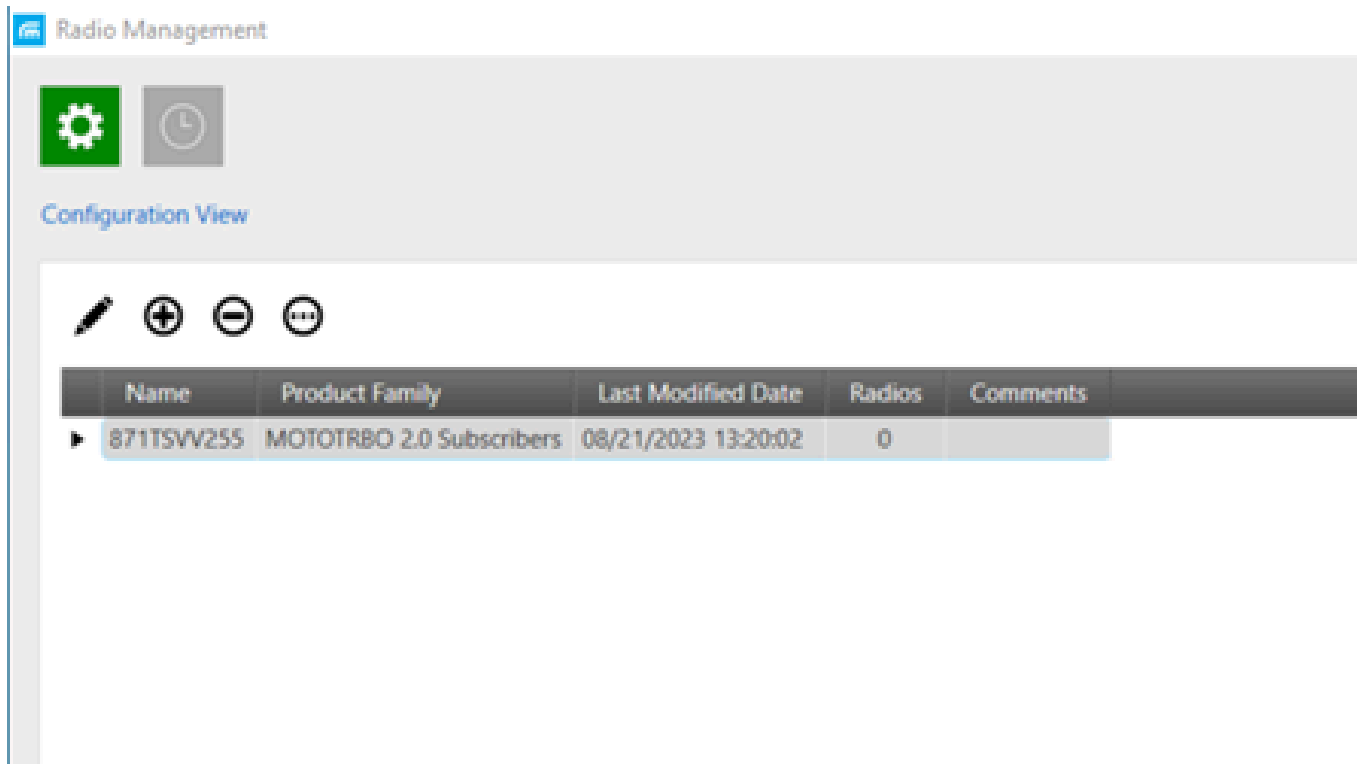 Radio Management
Configuration View
Name Product Family Last Modified Date Radios Comments
871TSVV255 MOTOTRBO 2.0 Subscribers 08/21/2023 13:20:02 0